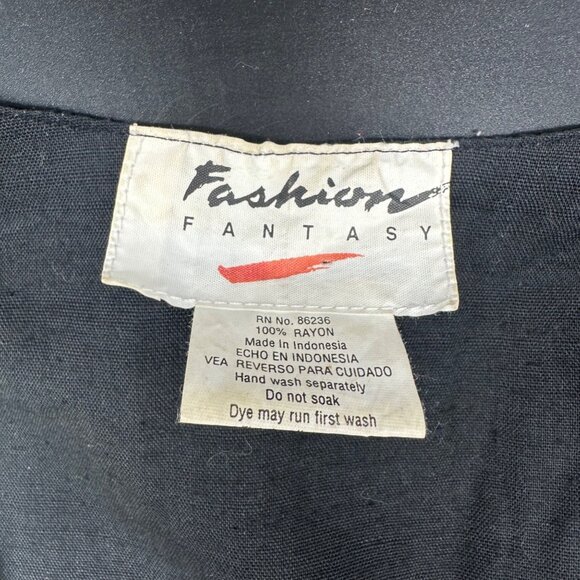 Fashion
FANTASY
RN No. 86236
100% RAYON
Made In Indonesia
ECHO EN INDONESIA
VEA REVERSO PARA CUIDADO
Hand wash separately
Do not soak
Dye may run first wash